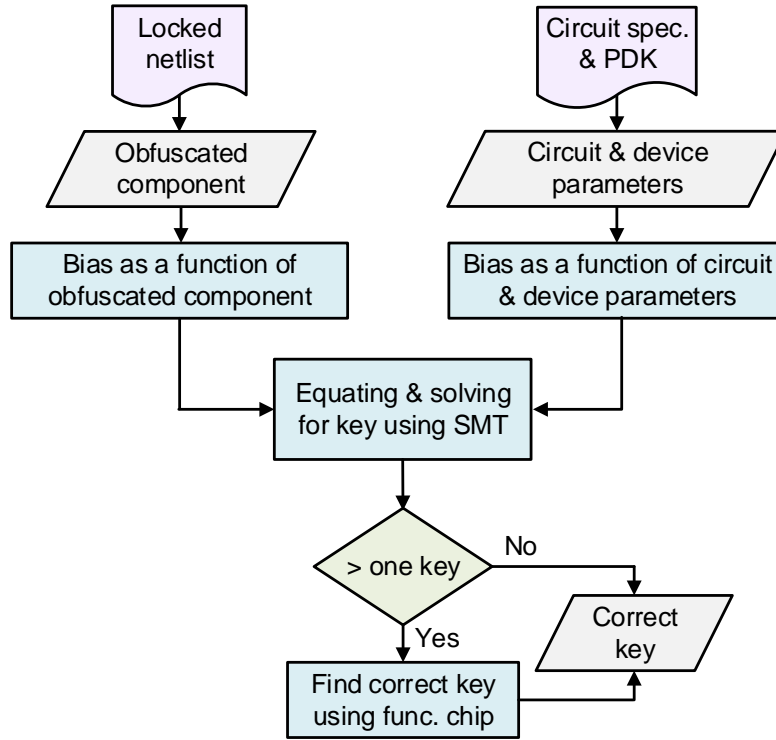 Locked
netlist
Circuit spec.
& PDK
Obfuscated
component
Circuit & device
parameters
Bias as a function of
obfuscated component
Bias as a function of circuit
& device parameters
Equating & solving
for key using SMT
> one key
No
Yes
Correct
key
Find correct key
using func. chip